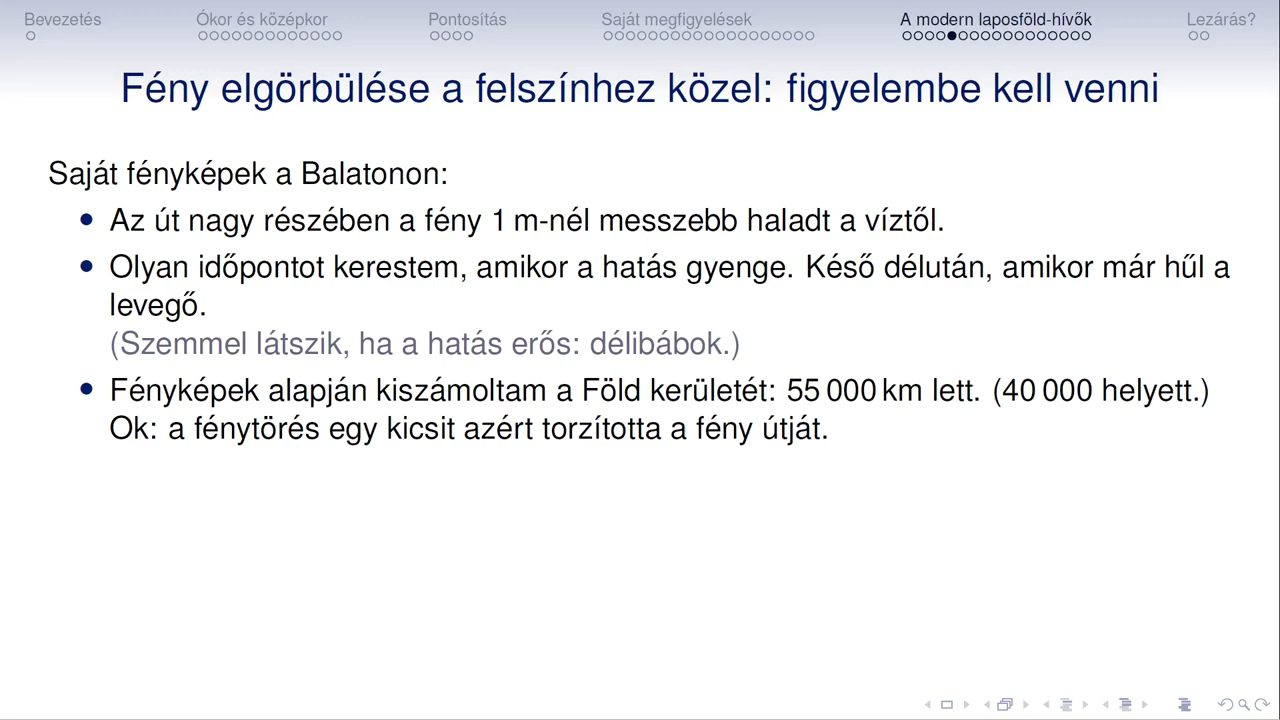 Bevezetés Ókor és középkor Pontosítás Saját megfigyelések A modern laposföld-hívők Lezárás?
Fény elgörbülése a felszínhez közel: figyelembe kell venni
Saját fényképek a Balatonon:
Az út nagy részében a fény 1 m-nél messzebb haladt a víztől.
Olyan időpontot kerestem, amikor a hatás gyenge. Késő délután, amikor már hűl a
levegő.
(Szemmel látszik, ha a hatás erős: délibábok.)
Fényképek alapján kiszámoltam a Föld kerületét: 55 000 km lett. (40 000 helyett.)
Ok: a fénytörés egy kicsit azért torzította a fény útját.